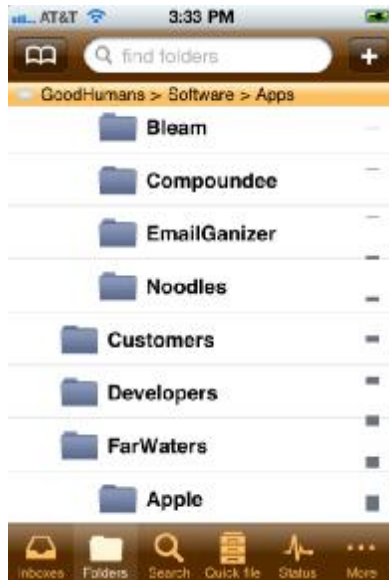 AT&T 3:33 PM
find folders
GoodHumans > Software > Apps
Bleam
Compoundee
EmailGanizer
Noodles
Customers
Developers
FarWaters
Apple
Inboxes Folders Search Quick file Status More